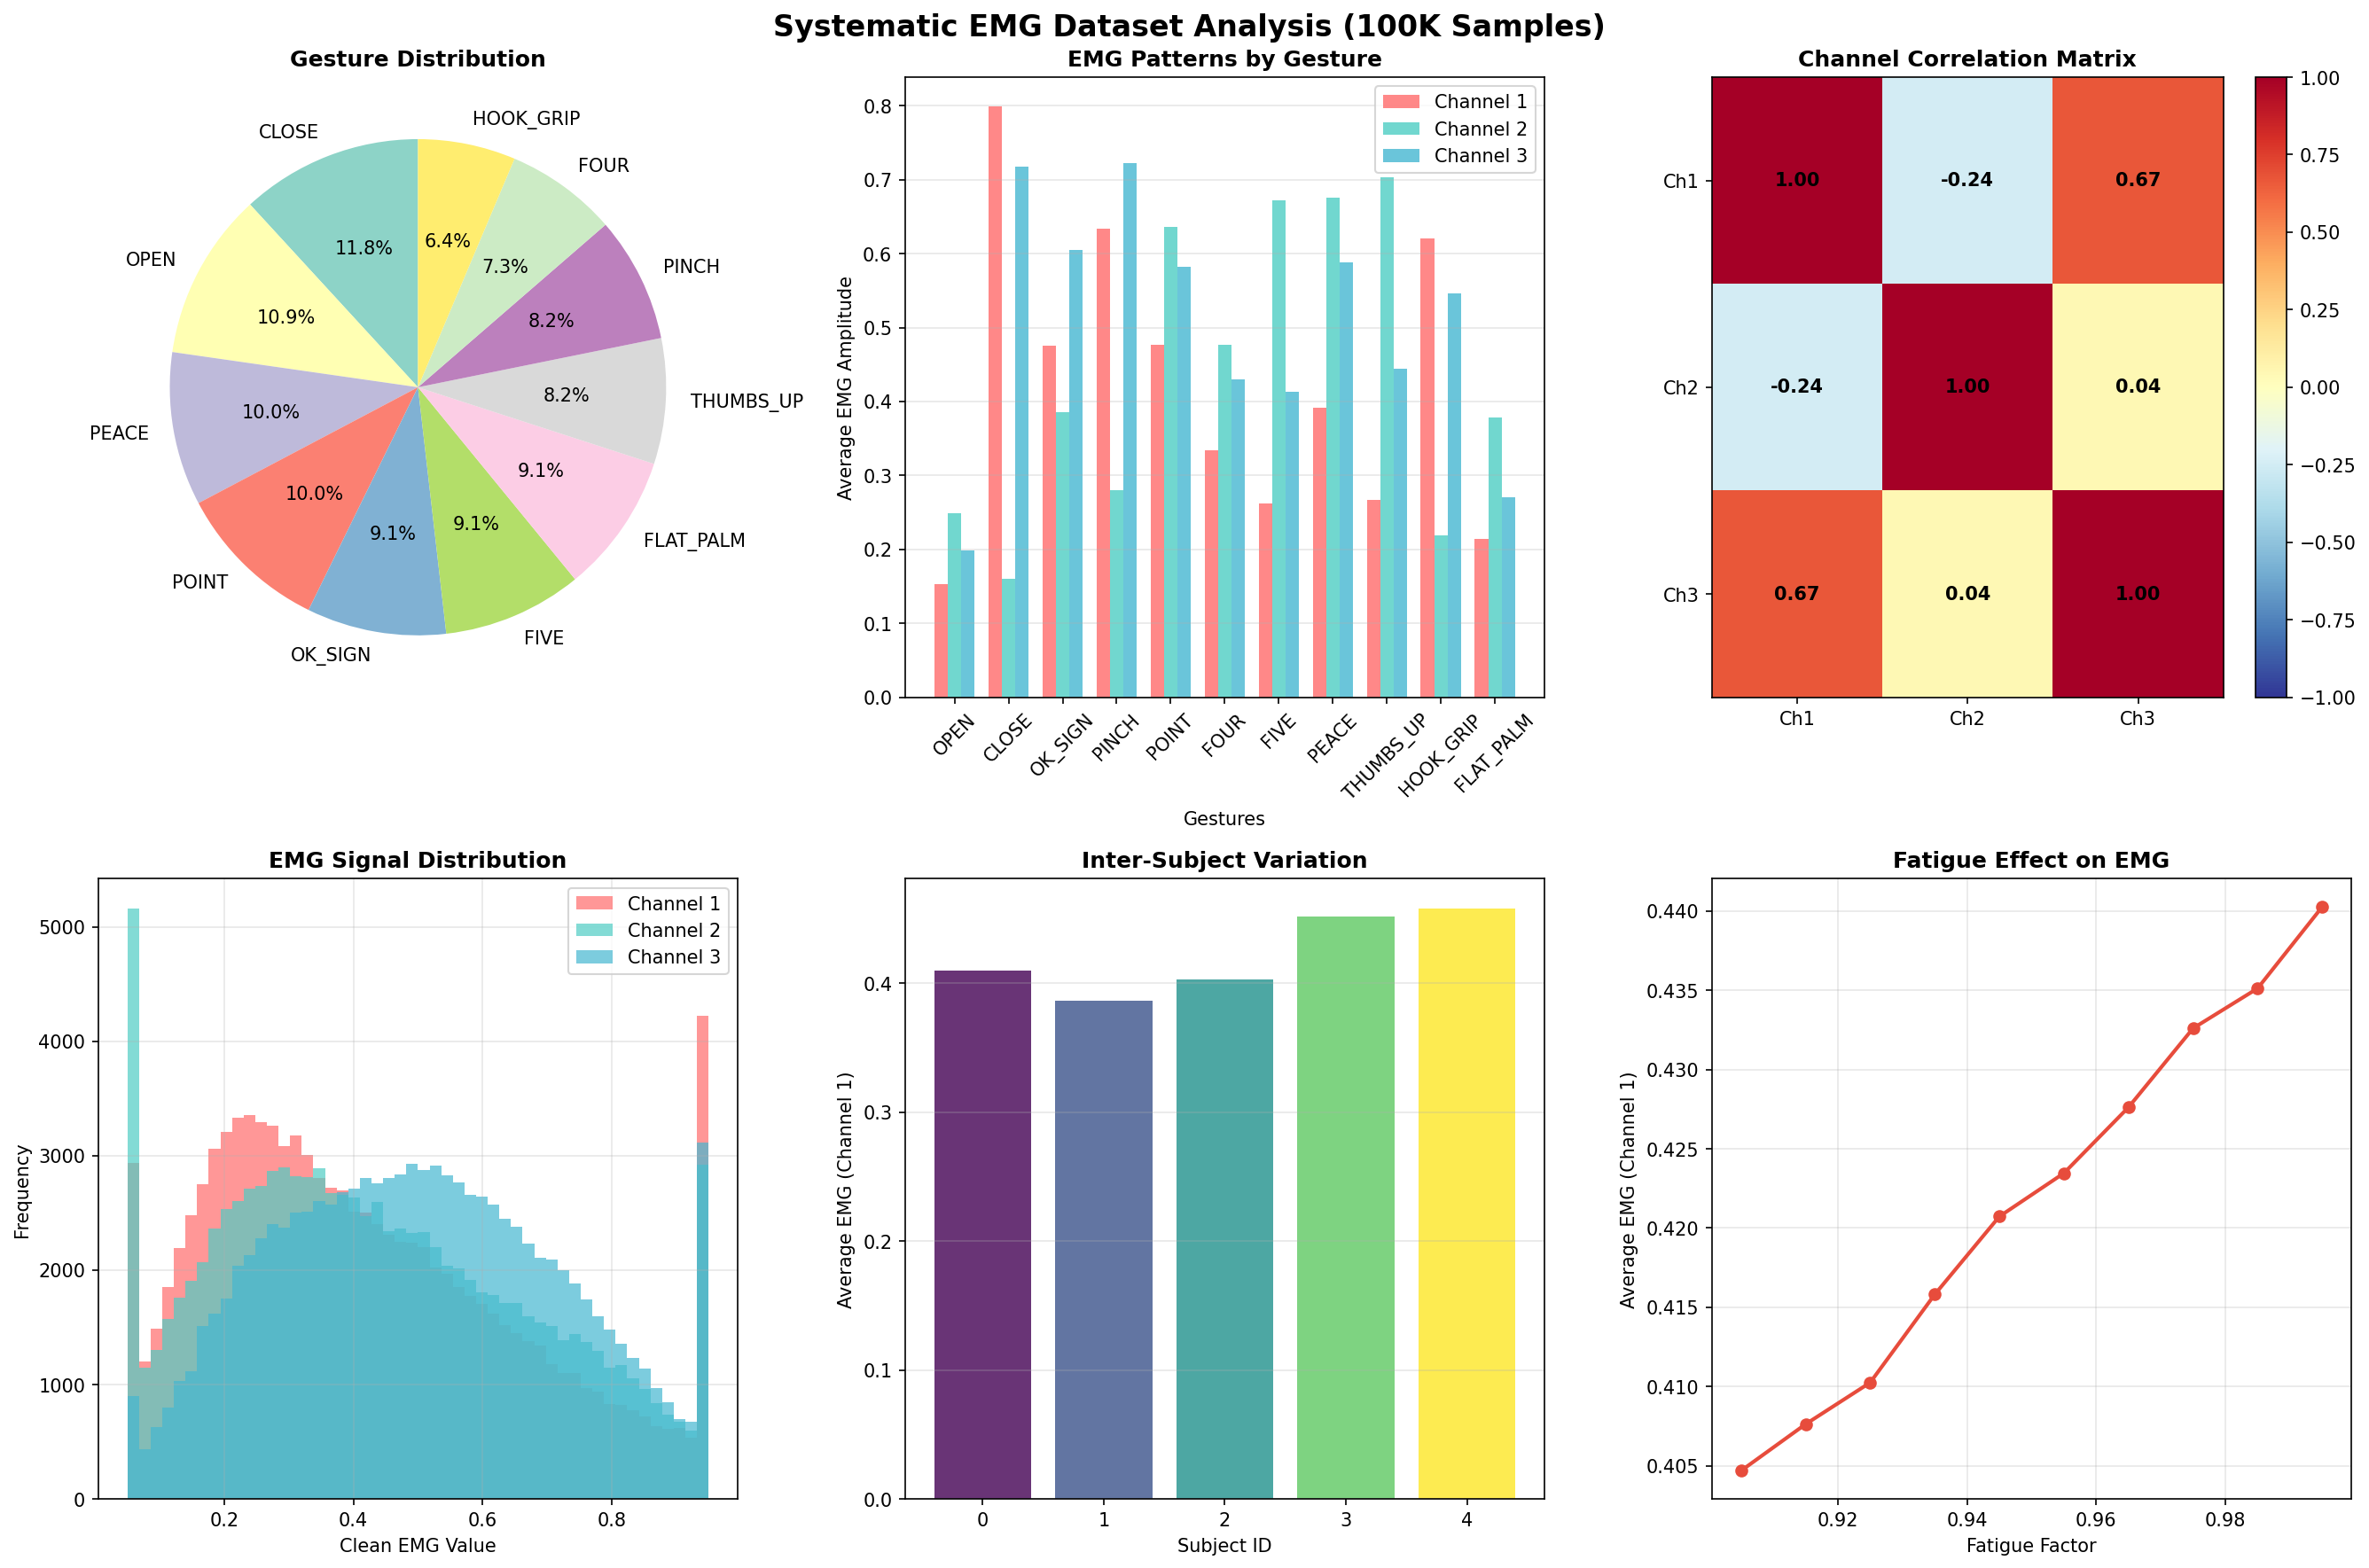 Systematic EMG Dataset Analysis (100K Samples)
Gesture Distribution
CLOSE
HOOK_GRIP
FOUR
PINCH
THUMBS_UP
FLAT_PALM
FIVE
OK_SIGN
POINT
PEACE
OPEN
11.8%
6.4%
7.3%
8.2%
8.2%
9.1%
9.1%
9.1%
10.0%
10.0%
10.9%
EMG Patterns by Gesture
Channel 1
Channel 2
Channel 3
Average EMG Amplitude
0.8
0.7
0.6
0.5
0.4
0.3
0.2
0.1
0.0
OPEN
CLOSE
OK_SIGN
PINCH
POINT
FOUR
FIVE
PEACE
THUMBS_UP
HOOK_GRIP
FLAT_PALM
Gestures
Channel Correlation Matrix
Ch1
Ch2
Ch3
1.00 -0.24 0.67
-0.24 1.00 0.04
0.67 0.04 1.00
Ch1 Ch2 Ch3
1.00
0.75
0.50
0.25
0.00
−0.25
−0.50
−0.75
−1.00
EMG Signal Distribution
Channel 1
Channel 2
Channel 3
Frequency
5000
4000
3000
2000
1000
0
0.2 0.4 0.6 0.8
Clean EMG Value
Inter-Subject Variation
Average EMG (Channel 1)
0.4
0.3
0.2
0.1
0.0
0 1 2 3 4
Subject ID
Fatigue Effect on EMG
Average EMG (Channel 1)
0.440
0.435
0.430
0.425
0.420
0.415
0.410
0.405
0.92 0.94 0.96 0.98
Fatigue Factor